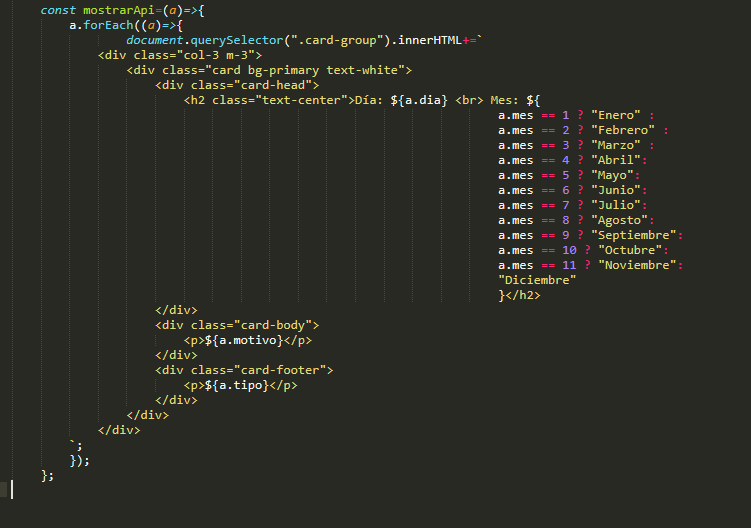 const mostrarApi=(a)=>{
a.forEach((a)=>{
document.querySelector(".card-group").innerHTML+=`
<div class="col-3 m-3">
<div class="card bg-primary text-white">
<div class="card-head">
<h2 class="text-center">Día: ${a.dia} <br> Mes: ${
a.mes == 1 ? "Enero" :
a.mes == 2 ? "Febrero" :
a.mes == 3 ? "Marzo" :
a.mes == 4 ? "Abril":
a.mes == 5 ? "Mayo":
a.mes == 6 ? "Junio":
a.mes == 7 ? "Julio":
a.mes == 8 ? "Agosto":
a.mes == 9 ? "Septiembre":
a.mes == 10 ? "Octubre":
a.mes == 11 ? "Noviembre":
"Diciembre"
}</h2>
</div>
<div class="card-body">
<p>${a.motivo}</p>
</div>
<div class="card-footer">
<p>${a.tipo}</p>
</div>
</div>
</div>
`;
});
};